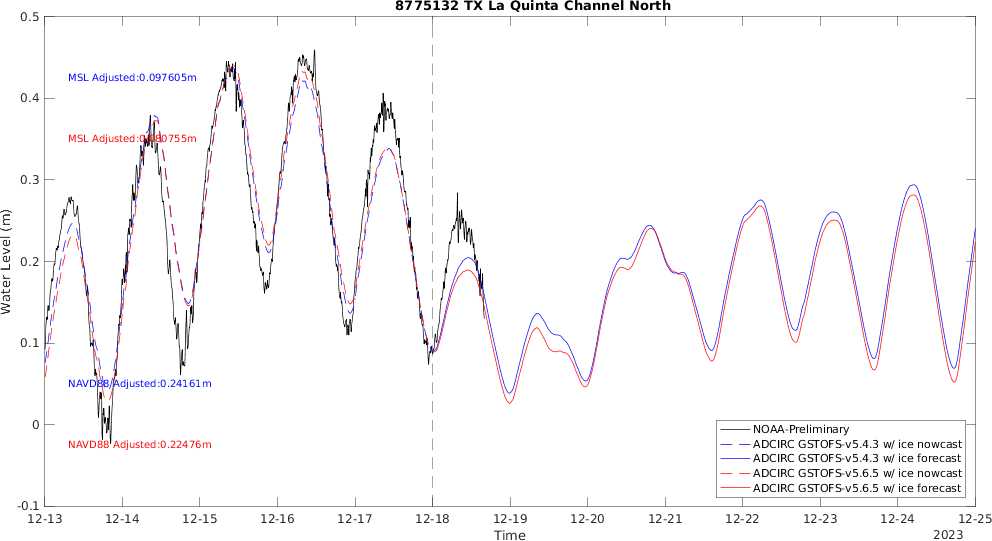 8775132 TX La Quinta Channel North
0.5
0.4
0.3
0.2
0.1
0
-0.1
Water Level (m)
MSL Adjusted:0.097605m
MSL Adjusted:0.080755m
NAVD88 Adjusted:0.24161m
NAVD88 Adjusted:0.22476m
NOAA-Preliminary
ADCIRC GSTOFS-v5.4.3 w/ ice nowcast
ADCIRC GSTOFS-v5.4.3 w/ ice forecast
ADCIRC GSTOFS-v5.6.5 w/ ice nowcast
ADCIRC GSTOFS-v5.6.5 w/ ice forecast
12-13 12-14 12-15 12-16 12-17 12-18 12-19 12-20 12-21 12-22 12-23 12-24 12-25
Time
2023